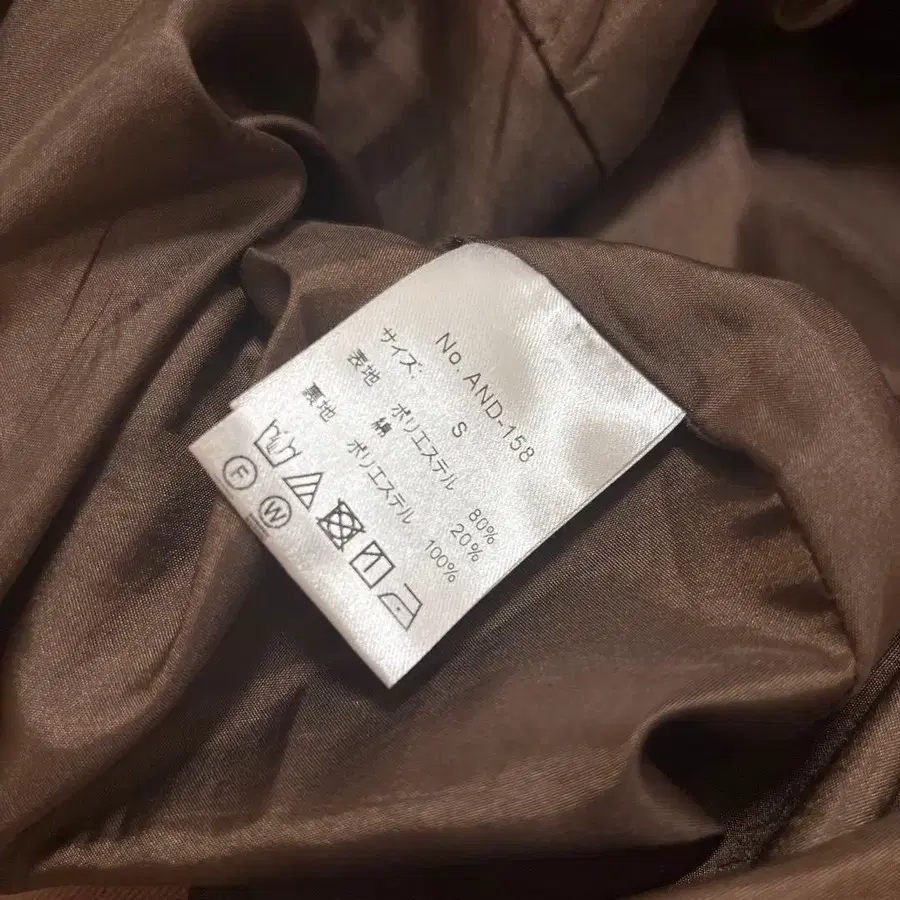 No. AND-158
サイズ: S
表地 ポリエステル 80%
綿 20%
裏地 ポリエステル 100%
F W